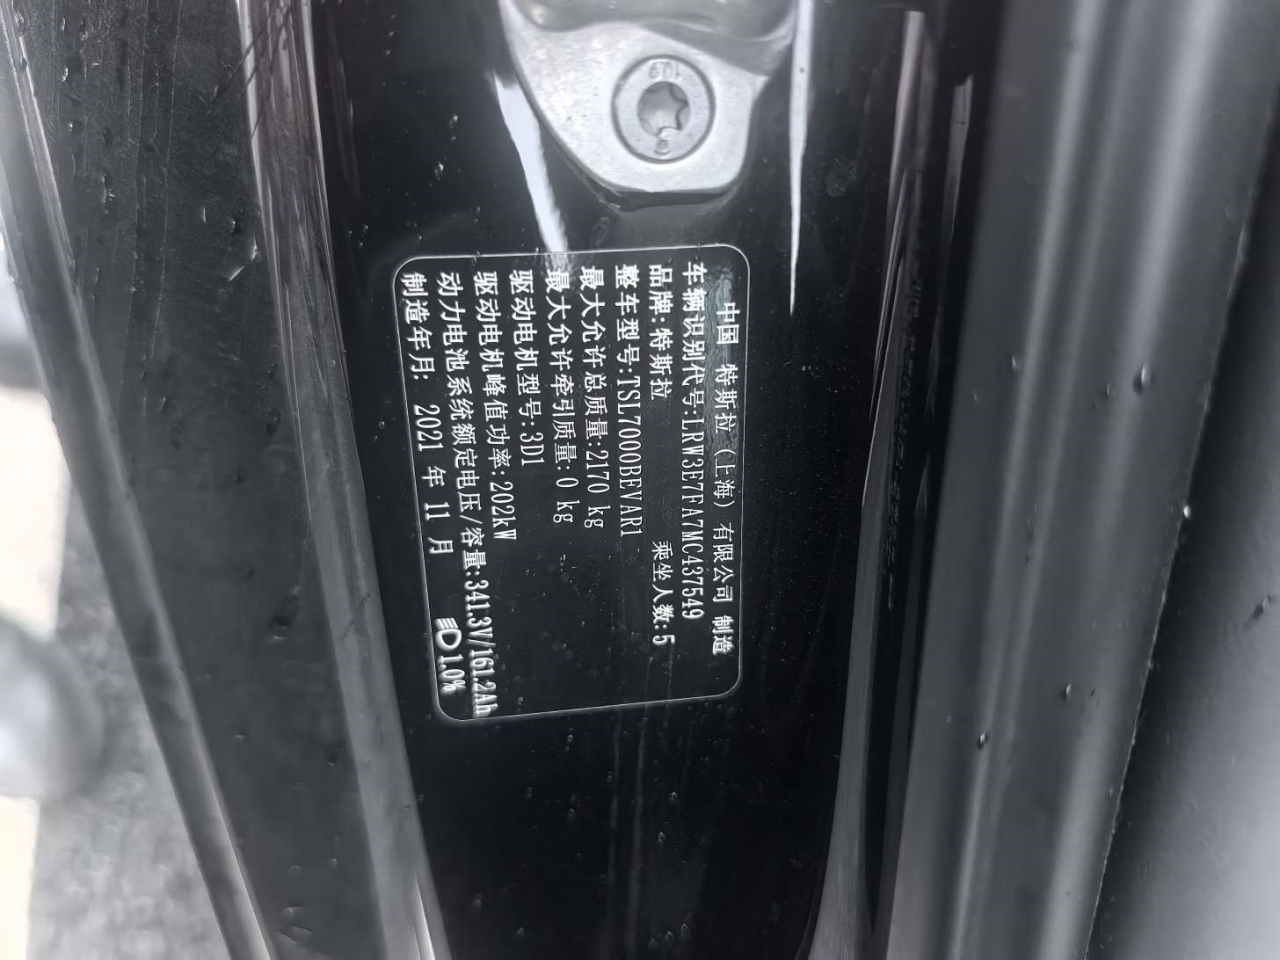 中国 特斯拉（上海）有限公司 制造
车辆识别代号:LRW3E7FA7MC437549
品牌:特斯拉 乘坐人数:5
整车型号:TSL7000BEVAR1
最大允许总质量:2170 kg
最大允许牵引质量:0 kg
驱动电机型号:3D1
驱动电机峰值功率:202kW
动力电池系统额定电压/容量:341.3V/161.2Ah
制造年月: 2021 年 11 月 1.0%